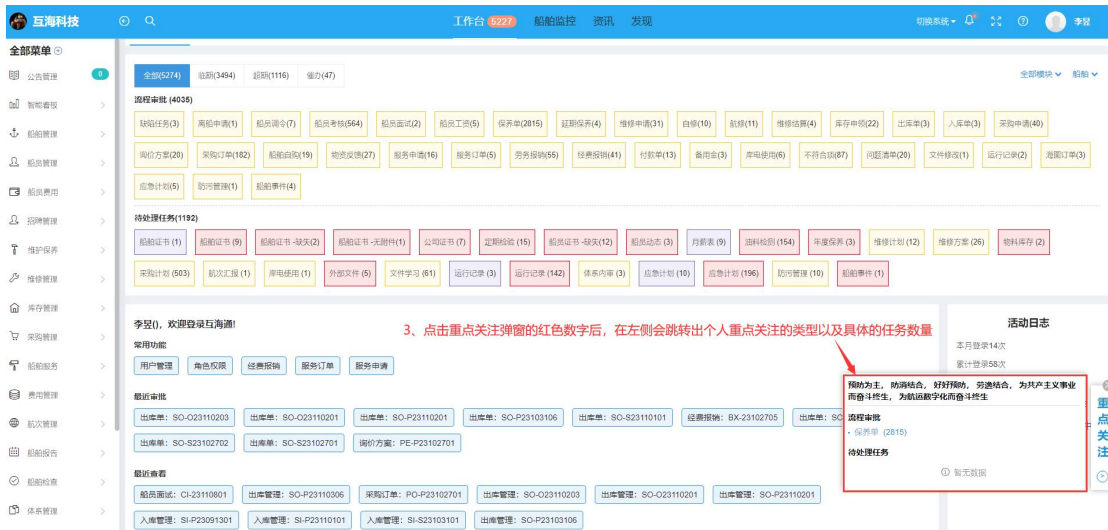 互海科技
工作台 5227 船舶监控 资讯 发现
切换系统 李昱
全部菜单
公告管理 0
智能看板
船舶管理
船员管理
船员费用
招聘管理
维护保养
维修管理
库存管理
采购管理
船舶服务
费用管理
航次管理
船舶报告
船舶检查
体系管理
全部(5274) 临期(3494) 超期(1116) 催办(47)
全部模块 船舶
流程审批 (4035)
缺陷任务(3) 离船申请(1) 船员调令(7) 船员考核(564) 船员面试(2) 船员工资(5) 保养单(2815) 延期保养(4) 维修申请(31) 自修(10) 航修(11) 维修结算(4) 库存申领(22) 出库单(3) 入库单(3) 采购申请(40)
询价方案(20) 采购订单(182) 船舶自购(19) 物资反馈(27) 服务申请(16) 服务订单(5) 劳务报销(55) 经费报销(41) 付款单(13) 备用金(3) 岸电使用(6) 不符合项(87) 问题清单(20) 文件修改(1) 运行记录(2) 海图订单(3)
应急计划(5) 防污管理(1) 船舶事件(4)
待处理任务(1192)
船舶证书 (1) 船舶证书 (9) 船舶证书 -缺失(2) 船舶证书 -无附件(1) 公司证书 (7) 定期检验 (15) 船员证书 -缺失(12) 船员动态 (3) 月薪表 (9) 油料检测 (154) 年度保养 (3) 维修计划 (12) 维修方案 (26) 物料库存 (2)
采购计划 (503) 航次汇报 (1) 岸电使用 (1) 外部文件 (5) 文件学习 (61) 运行记录 (3) 运行记录 (142) 体系内审 (3) 应急计划 (10) 应急计划 (196) 防污管理 (10) 船舶事件 (1)
李昱()，欢迎登录互海通!
3、点击重点关注弹窗的红色数字后，在左侧会跳转出个人重点关注的类型以及具体的任务数量
常用功能
用户管理 角色权限 经费报销 服务订单 服务申请
最近审批
出库单: SO-O23110203 出库单: SO-O23110201 出库单: SO-P23110201 出库单: SO-P23103106 出库单: SO-S23110101 经费报销: BX-23102705 出库单: SO
出库单: SO-S23102702 出库单: SO-S23102701 询价方案: PE-P23102701
最近查看
船员面试: CI-23110801 出库管理: SO-P23110306 采购订单: PO-P23102701 出库管理: SO-O23110203 出库管理: SO-O23110201 出库管理: SO-P23110201
入库管理: SI-P23091301 入库管理: SI-P23110101 入库管理: SI-S23103101 出库管理: SO-P23103106
活动日志
本月登录14次
累计登录58次
预防为主，防消结合，好好预防，劳逸结合，为共产主义事业
而奋斗终生，为航运数字化而奋斗终生
流程审批
保养单 (2815)
待处理任务
暂无数据
重点关注